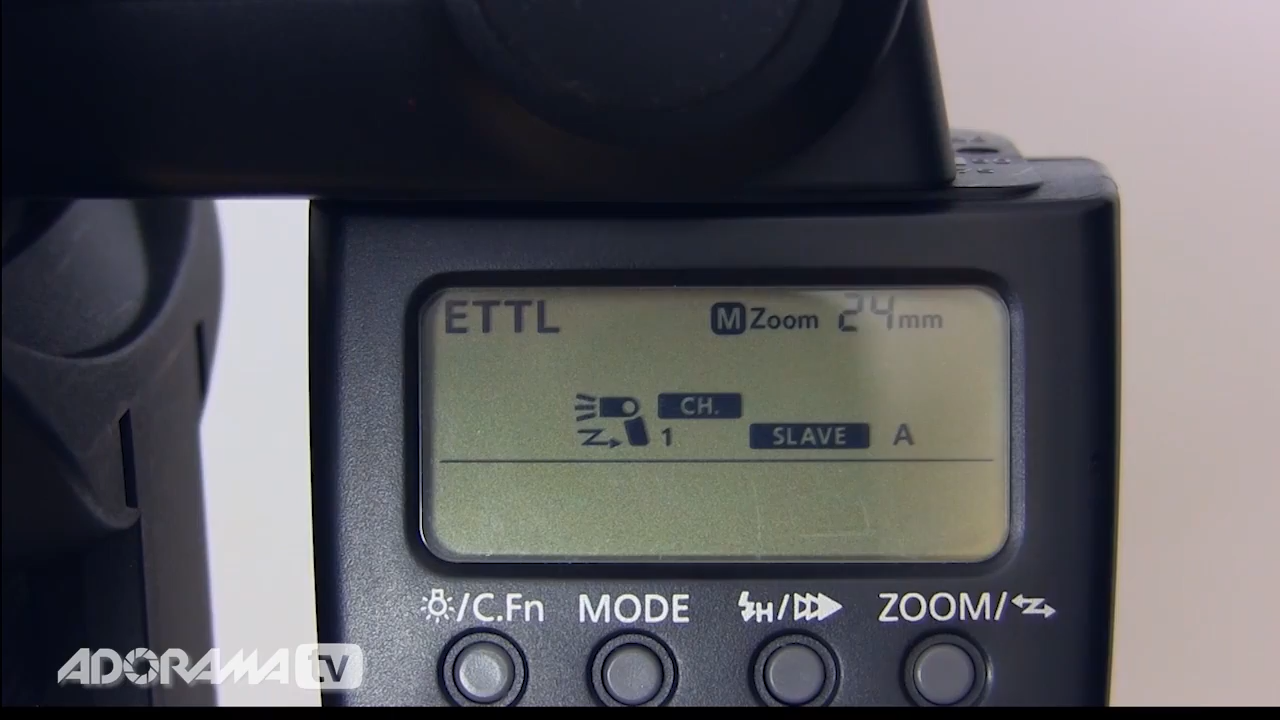 ETTL M Zoom 24mm
CH.
1 SLAVE A
/C.Fn MODE H/ ZOOM/
ADORAMA tv